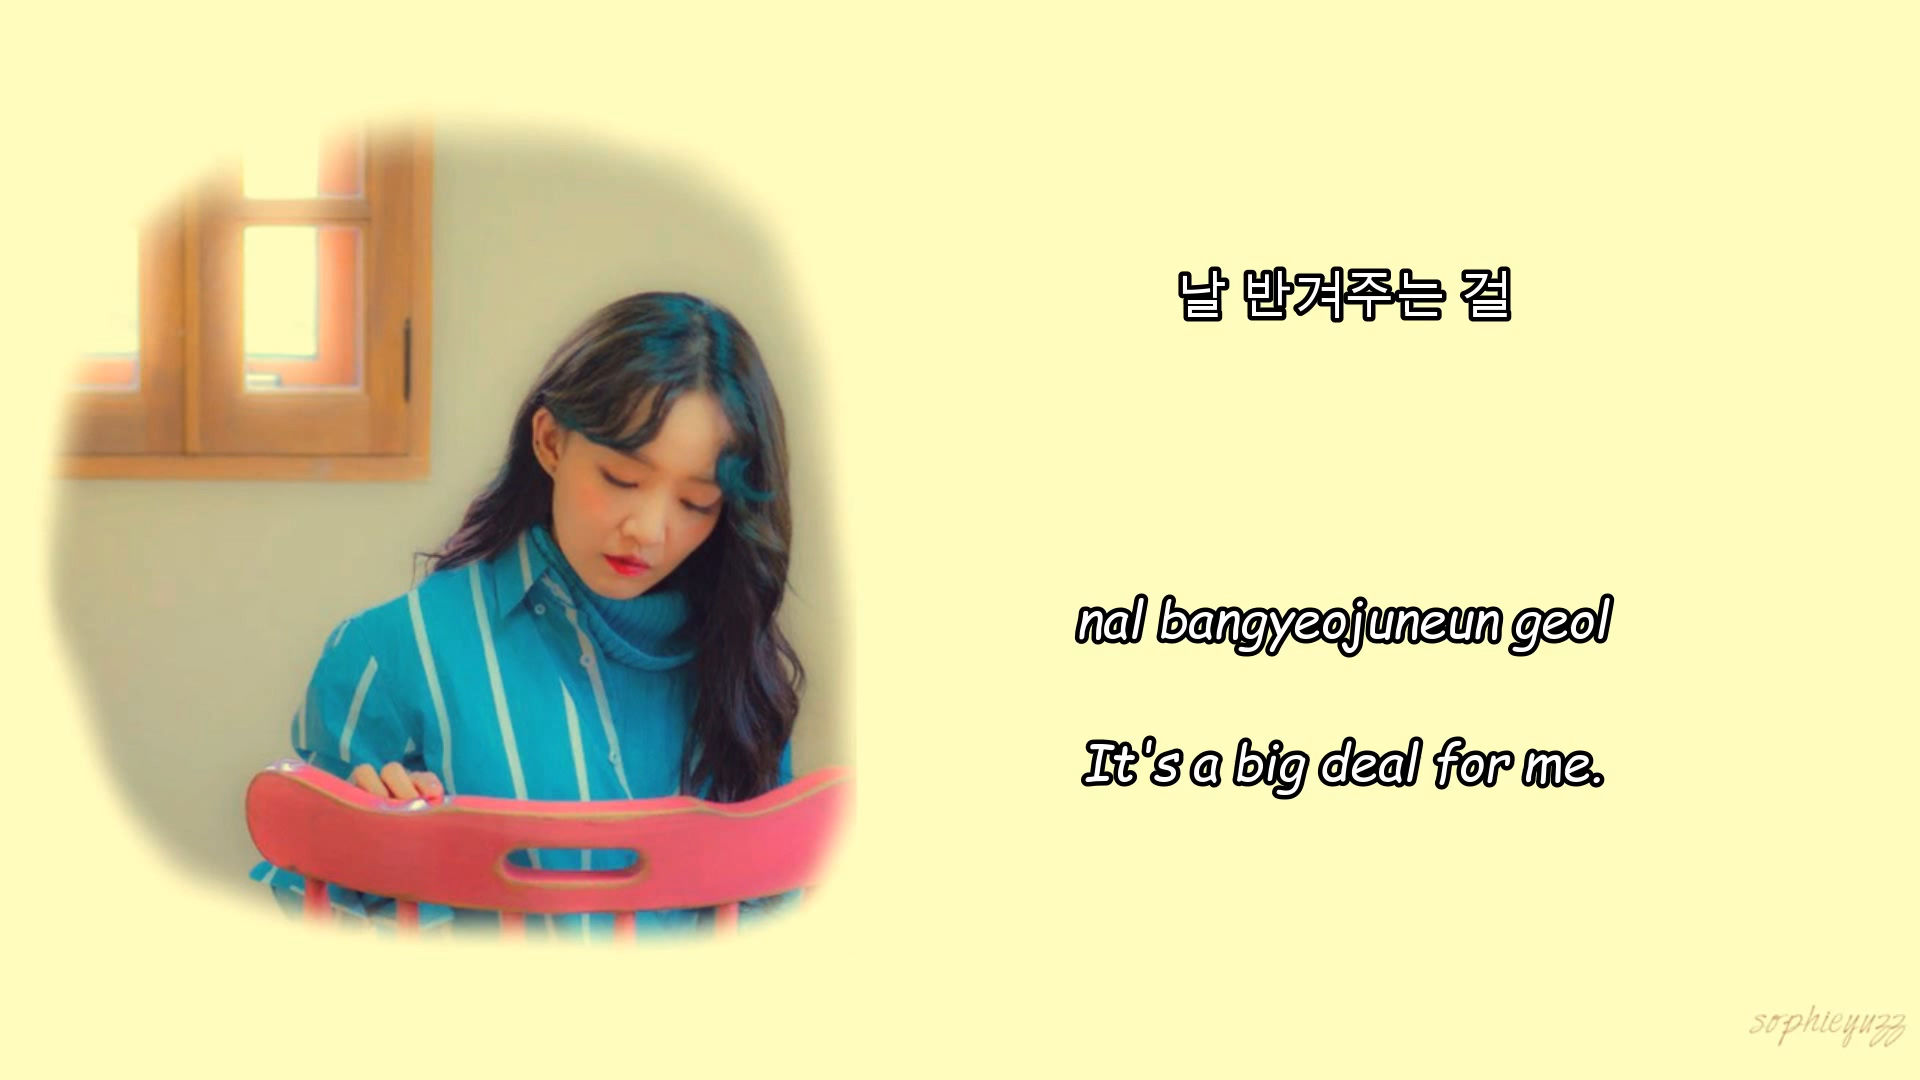 날 반겨주는 걸
nal bangyeojuneun geol
It's a big deal for me.
sophieyuzz